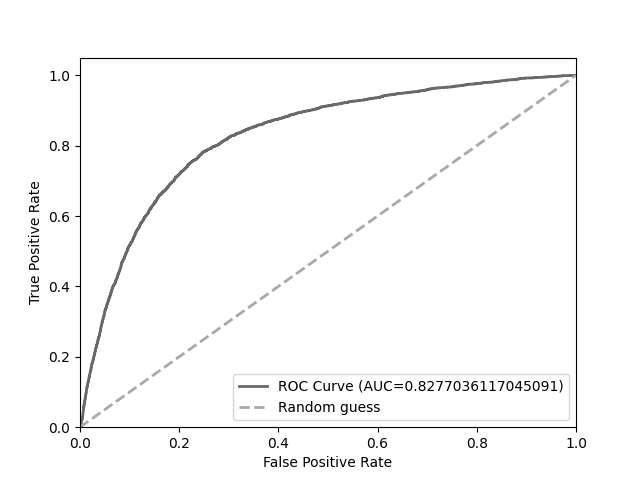 1.0
0.8
0.6
0.4
0.2
0.0
True Positive Rate
ROC Curve (AUC=0.8277036117045091)
Random guess
0.0 0.2 0.4 0.6 0.8 1.0
False Positive Rate